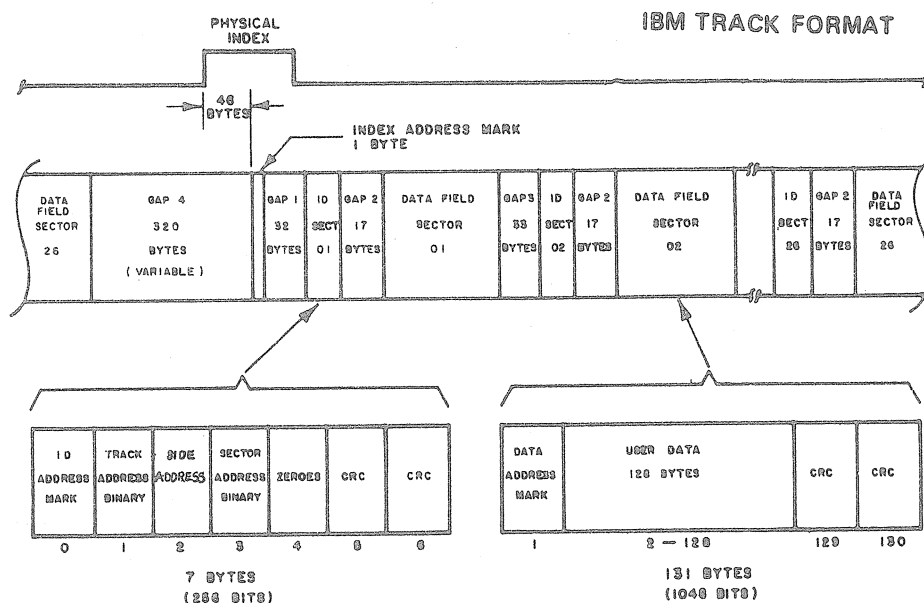 IBM TRACK FORMAT
PHYSICAL
INDEX
46
BYTES
INDEX ADDRESS MARK
1 BYTE
DATA
FIELD
SECTOR
26
GAP 4
320
BYTES
(VARIABLE)
GAP 1
32
BYTES
ID
SECT
01
GAP 2
17
BYTES
DATA FIELD
SECTOR
01
GAP3
33
BYTES
ID
SECT
02
GAP 2
17
BYTES
DATA FIELD
SECTOR
02
ID
SECT
26
GAP 2
17
BYTES
DATA
FIELD
SECTOR
26
ID
ADDRESS
MARK
TRACK
ADDRESS
BINARY
SIDE
ADDRESS
SECTOR
ADDRESS
BINARY
ZEROES
CRC
CRC
0
1
2
3
4
5
6
7 BYTES
DATA
ADDRESS
MARK
USER DATA
128 BYTES
CRC
CRC
1
129
130
131 BYTES
(1048 BITS)